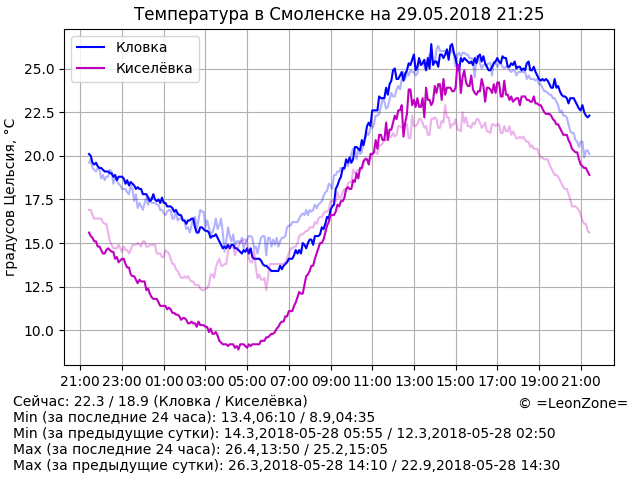 Температура в Смоленске на 29.05.2018 21:25
Кловка
Киселёвка
градусов Цельсия, °C
25.0
22.5
20.0
17.5
15.0
12.5
10.0
21:00 23:00 01:00 03:00 05:00 07:00 09:00 11:00 13:00 15:00 17:00 19:00 21:00
Сейчас: 22.3 / 18.9 (Кловка / Киселёвка)
© =LeonZone=
Min (за последние 24 часа): 13.4,06:10 / 8.9,04:35
Min (за предыдущие сутки): 14.3,2018-05-28 05:55 / 12.3,2018-05-28 02:50
Max (за последние 24 часа): 26.4,13:50 / 25.2,15:05
Max (за предыдущие сутки): 26.3,2018-05-28 14:10 / 22.9,2018-05-28 14:30